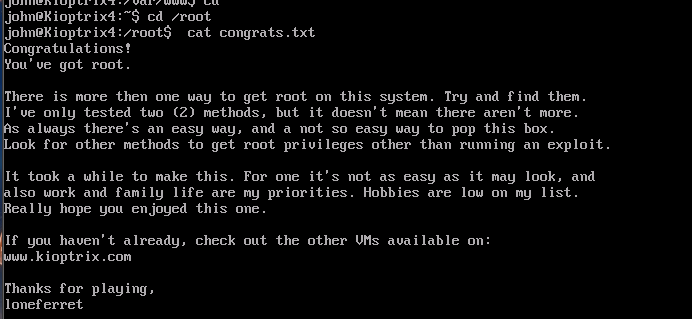 john@Kioptrix4:/var/www$ cd
john@Kioptrix4:~$ cd /root
john@Kioptrix4:/root$  cat congrats.txt
Congratulations!
You've got root.
There is more then one way to get root on this system. Try and find them.
I've only tested two (2) methods, but it doesn't mean there aren't more.
As always there's an easy way, and a not so easy way to pop this box.
Look for other methods to get root privileges other than running an exploit.
It took a while to make this. For one it's not as easy as it may look, and
also work and family life are my priorities. Hobbies are low on my list.
Really hope you enjoyed this one.
If you haven't already, check out the other VMs available on:
www.kioptrix.com
Thanks for playing,
loneferret